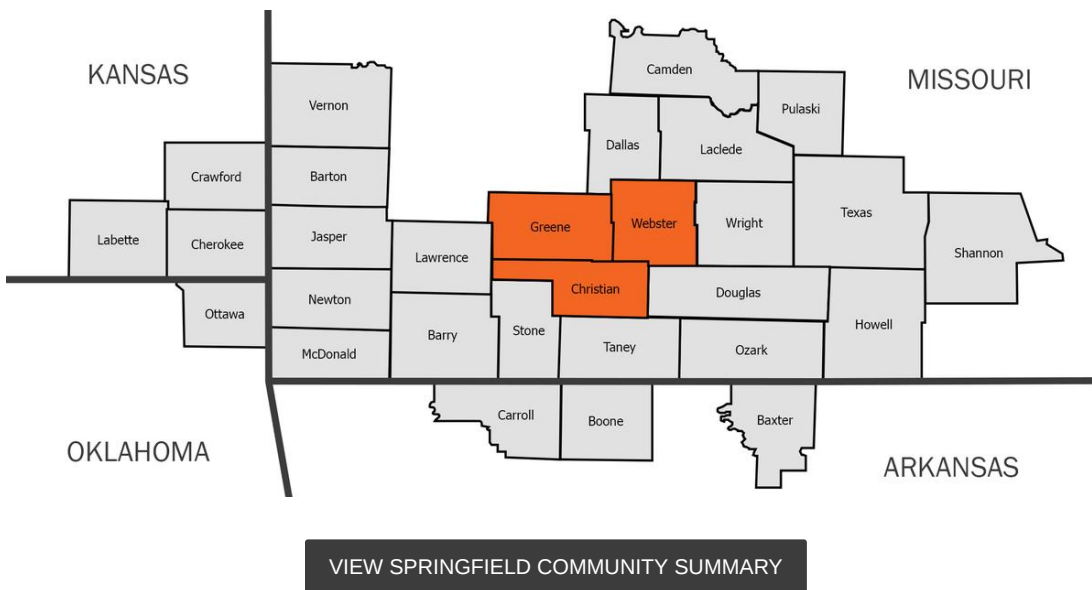 KANSAS
MISSOURI
Camden
Vernon
Pulaski
Dallas
Laclede
Crawford
Barton
Texas
Greene
Webster
Wright
Labette
Cherokee
Jasper
Lawrence
Shannon
Christian
Douglas
Ottawa
Newton
Howell
Barry
Stone
Taney
Ozark
McDonald
Carroll
Boone
Baxter
OKLAHOMA
ARKANSAS
VIEW SPRINGFIELD COMMUNITY SUMMARY